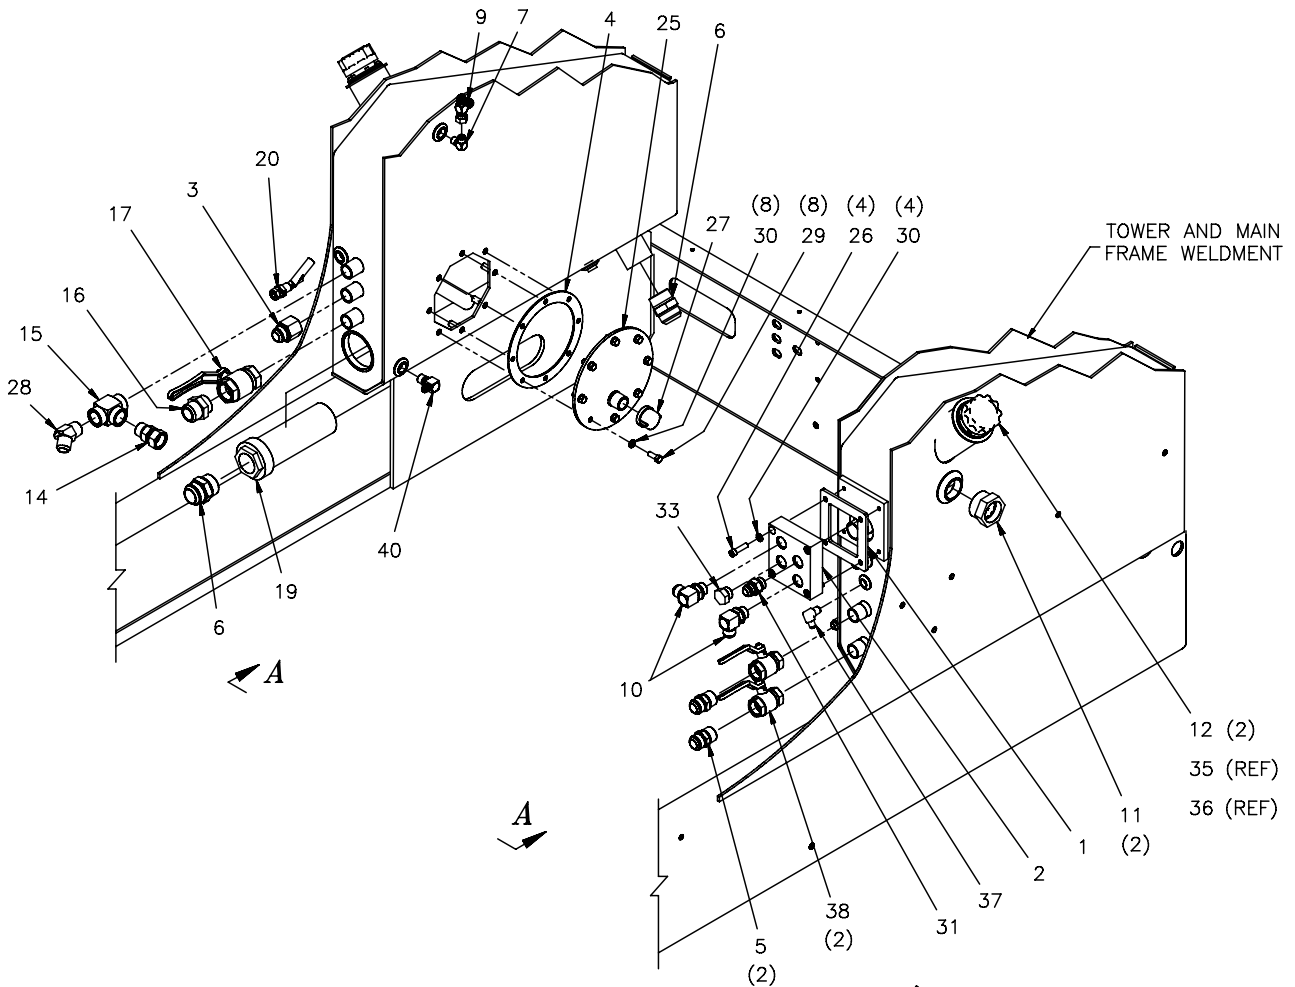 9 7 4 25 6
20
3
17
(8) (8) (4) (4)
27 30 29 26 30
TOWER AND MAIN
FRAME WELDMENT
16
15
28
14
6
19
40
33
10
A
A
12 (2)
35 (REF)
36 (REF)
11
(2)
1
2
37
31
38
(2)
5
(2)